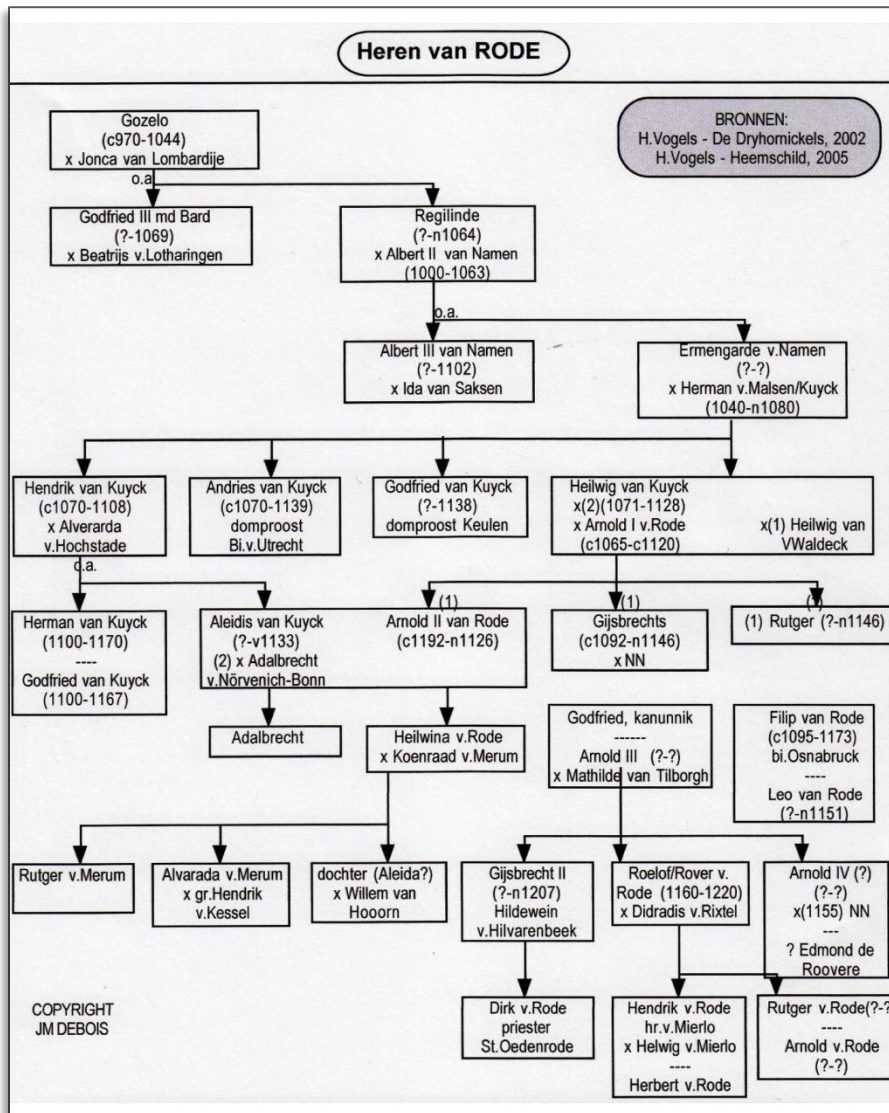 Heren van RODE
Gozelo
(c970-1044)
x Jonca van Lombardije
BRONNEN:
H.Vogels - De Dryhornickels, 2002
H.Vogels - Heemschild, 2005
o.a
Godfried III md Bard
(?-1069)
x Beatrijs v.Lotharingen
Regilinde
(?-n1064)
x Albert II van Namen
(1000-1063)
o.a.
Albert III van Namen
(?-1102)
x Ida van Saksen
Ermengarde v.Namen
(?-?)
x Herman v.Malsen/Kuyck
(1040-n1080)
Hendrik van Kuyck
(c1070-1108)
x Alverarda
v.Hochstade
Andries van Kuyck
(c1070-1139)
domproost
Bi.v.Utrecht
Godfried van Kuyck
(?-1138)
domproost Keulen
Heilwig van Kuyck
x(2)(1071-1128)
x Arnold I v.Rode
(c1065-c1120)
x(1) Heilwig van
VWaldeck
o.a.
Herman van Kuyck
(1100-1170)
----
Godfried van Kuyck
(1100-1167)
Aleidis van Kuyck
(?-v1133)
(2) x Adalbrecht
v.Nörvenich-Bonn
(1)
Arnold II van Rode
(c1192-n1126)
(1)
Gijsbrechts
(c1092-n1146)
x NN
(1) Rutger (?-n1146)
Adalbrecht
Heilwina v.Rode
x Koenraad v.Merum
Godfried, kanunnik
------
Arnold III (?-?)
x Mathilde van Tilborgh
Filip van Rode
(c1095-1173)
bi.Osnabruck
----
Leo van Rode
(?-n1151)
Rutger v.Merum
Alvarada v.Merum
x gr.Hendrik
v.Kessel
dochter (Aleida?)
x Willem van
Hooorn
Gijsbrecht II
(?-n1207)
Hildewein
v.Hilvarenbeek
Roelof/Rover v.
Rode (1160-1220)
x Didradis v.Rixtel
Arnold IV (?)
(?-?)
x(1155) NN
---
? Edmond de
Roovere
COPYRIGHT
JM DEBOIS
Dirk v.Rode
priester
St.Oedenrode
Hendrik v.Rode
hr.v.Mierlo
x Helwig v.Mierlo
----
Herbert v.Rode
Rutger v.Rode(?-?
----
Arnold v.Rode
(?-?)